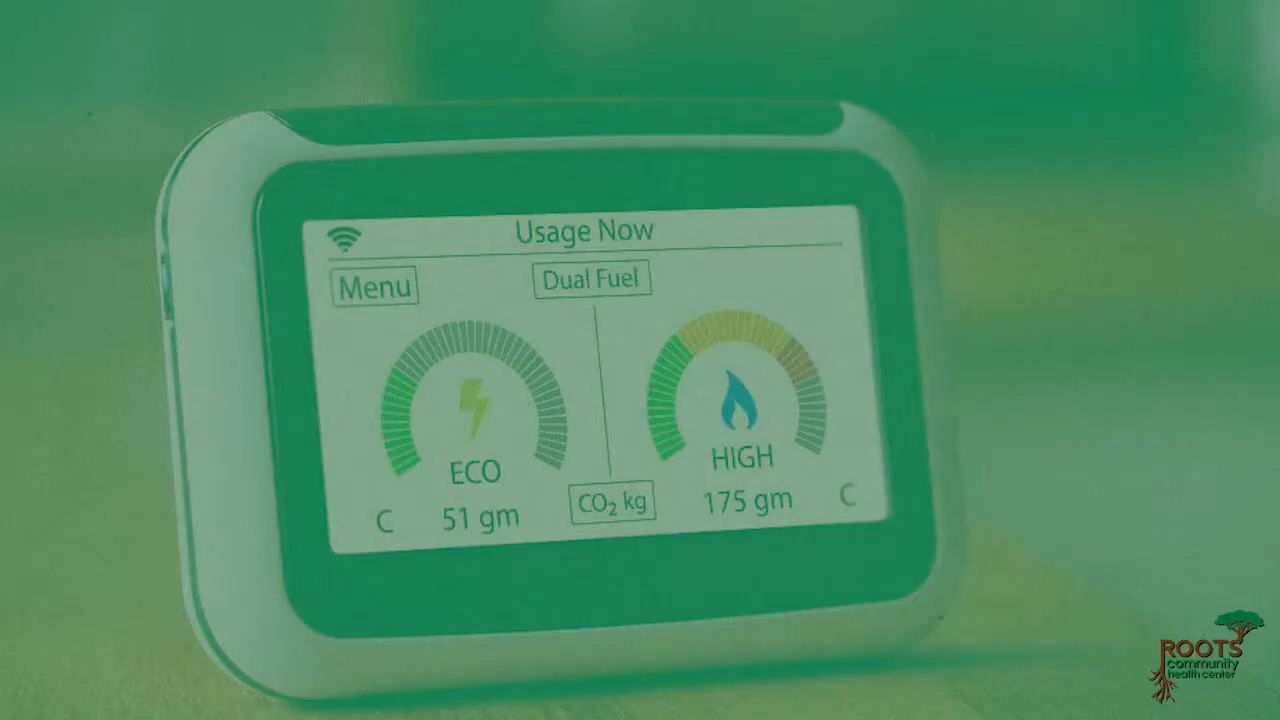 Usage Now
Menu
Dual Fuel
ECO
HIGH
C
51 gm
CO₂ kg
175 gm
C
ROOTS
community
health center